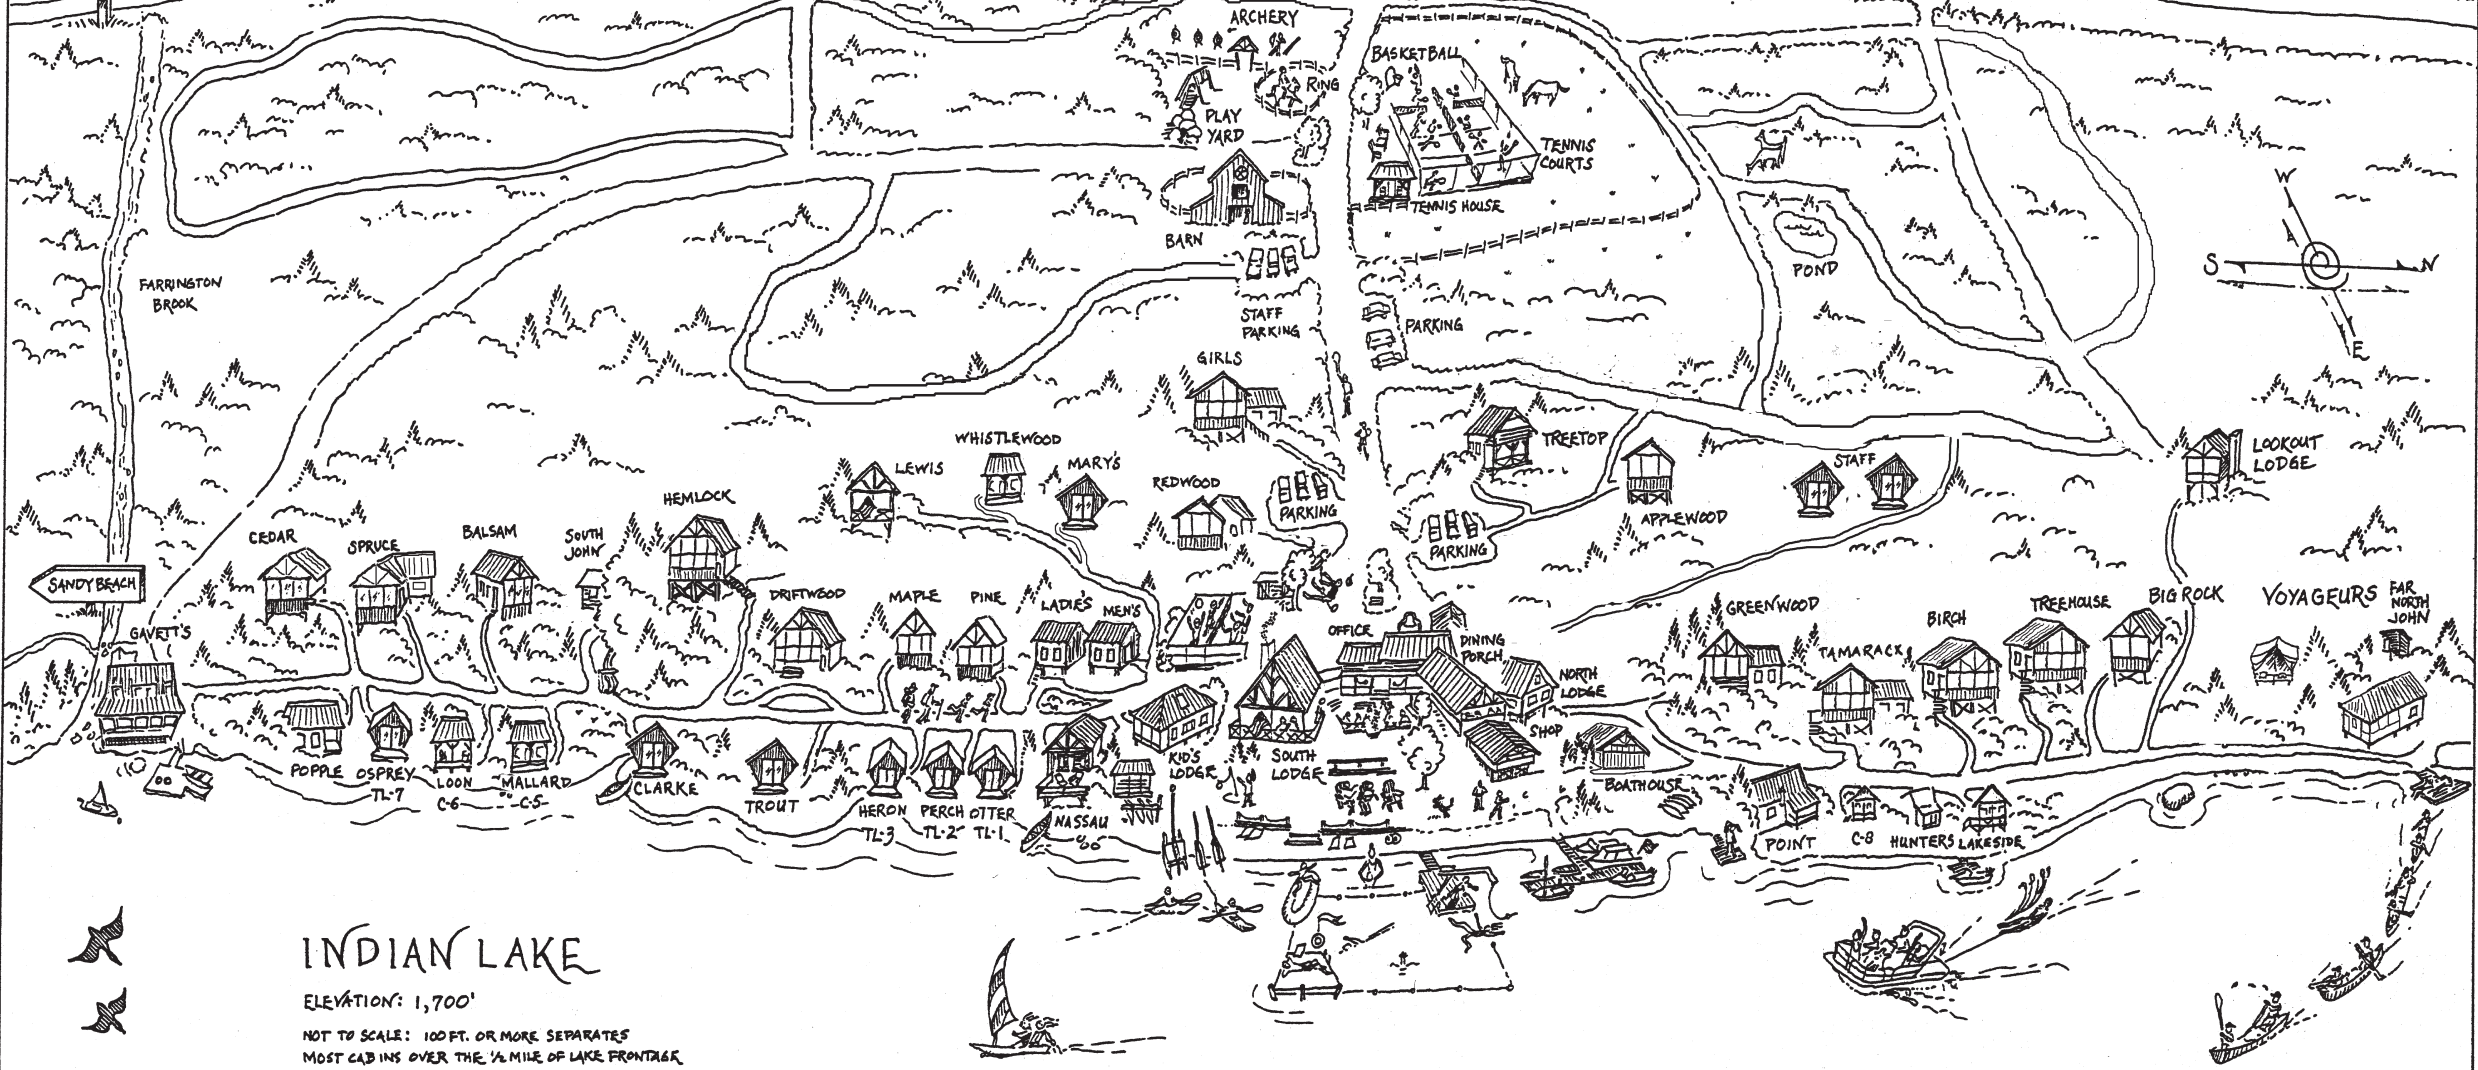 ARCHERY
BASKETBALL
RING
PLAY
YARD
TENNIS
COURTS
TENNIS HOUSE
BARN
W
S
N
E
POND
FARRINGTON
BROOK
STAFF
PARKING
PARKING
GIRLS
WHISTLEWOOD
LEWIS
MARY'S
REDWOOD
PARKING
TREETOP
STAFF
LOOKOUT
LODGE
HEMLOCK
APPLEWOOD
PARKING
CEDAR
SPRUCE
BALSAM
SOUTH
JOHN
SANDY BEACH
DRIFTWOOD
MAPLE
PINE
LADIE'S
MEN'S
GREENWOOD
BIRCH
TREEHOUSE
BIG ROCK
VOYAGEURS
FAR
NORTH
JOHN
GAVETT'S
OFFICE
DINING
PORCH
TAMARACK
NORTH
LODGE
SHOP
KID'S
LODGE
SOUTH
LODGE
BOATHOUSE
POPPLE
OSPREY
TL-7
LOON
C-6
MALLARD
C-5
CLARKE
TROUT
HERON
TL-3
PERCH
TL-2
OTTER
TL-1
NASSAU
POINT
C-8
HUNTERS
LAKESIDE
INDIAN LAKE
ELEVATION: 1,700'
NOT TO SCALE: 100 FT. OR MORE SEPARATES
MOST CABINS OVER THE 1/2 MILE OF LAKE FRONTAGE